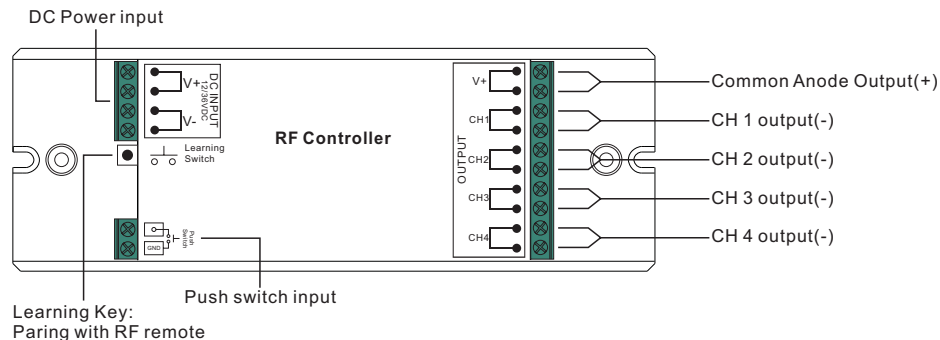 DC Power input
V+
V-
DC INPUT
12/36VDC
Learning
Switch
RF Controller
Push
Switch
GND
OUTPUT
V+
CH1
CH2
CH3
CH4
Common Anode Output(+)
CH 1 output(-)
CH 2 output(-)
CH 3 output(-)
CH 4 output(-)
Push switch input
Learning Key:
Paring with RF remote